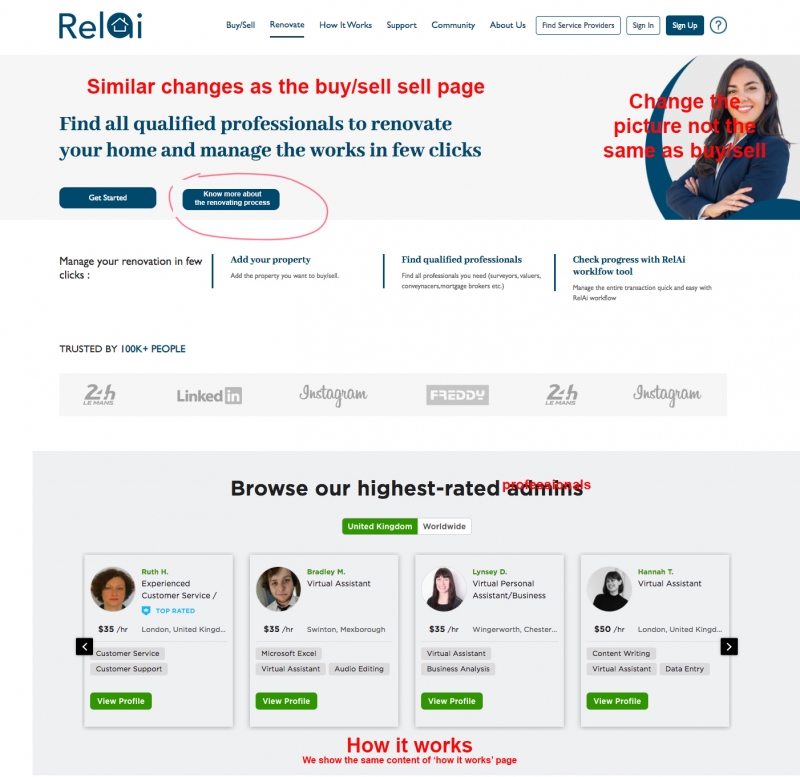 RelAi
Buy/Sell Renovate How It Works Support Community About Us Find Service Providers Sign In Sign Up ?
Similar changes as the buy/sell sell page
Change the
picture not the
same as buy/sell
Find all qualified professionals to renovate
your home and manage the works in few clicks
Get Started
Know more about
the renovating process
Manage your renovation in few
clicks :
Add your property
Add the property you want to buy/sell.
Find qualified professionals
Find all professionals you need (surveyors, valuers,
conveynacers,mortgage brokers etc.)
Check progress with RelAi
worklfow tool
Manage the entire transaction quick and easy with
RelAi workflow
TRUSTED BY 100K+ PEOPLE
24h LE MANS
LinkedIn
Instagram
FREDDY
24h LE MANS
Instagram
Browse our highest-rated admins
professionals
United Kingdom Worldwide
Ruth H.
Experienced
Customer Service /
TOP RATED
$35 /hr London, United Kingd...
Customer Service
Customer Support
View Profile
Bradley M.
Virtual Assistant
$35 /hr Swinton, Mexborough
Microsoft Excel
Virtual Assistant Audio Editing
View Profile
Lynsey D.
Virtual Personal
Assistant/Business
$35 /hr Wingerworth, Chester...
Virtual Assistant
Business Analysis
View Profile
Hannah T.
Virtual Assistant
$50 /hr London, United Kingd...
Content Writing
Virtual Assistant Data Entry
View Profile
How it works
We show the same content of ‘how it works’ page